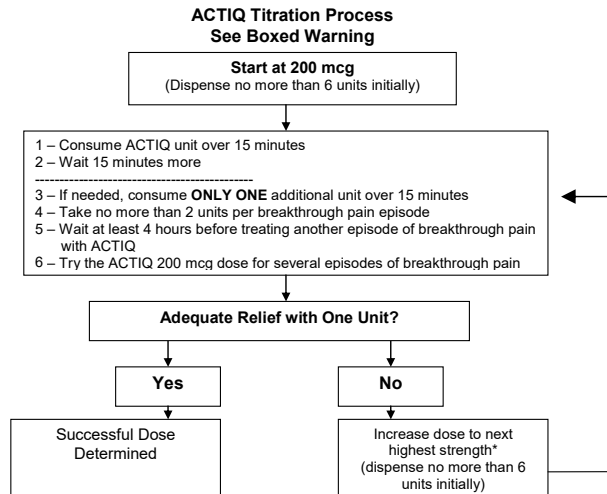 ACTIQ Titration Process
See Boxed Warning
Start at 200 mcg
(Dispense no more than 6 units initially)
1 – Consume ACTIQ unit over 15 minutes
2 – Wait 15 minutes more
--------------------------------------------
3 – If needed, consume ONLY ONE additional unit over 15 minutes
4 – Take no more than 2 units per breakthrough pain episode
5 – Wait at least 4 hours before treating another episode of breakthrough pain
with ACTIQ
6 – Try the ACTIQ 200 mcg dose for several episodes of breakthrough pain
Adequate Relief with One Unit?
Yes
No
Successful Dose
Determined
Increase dose to next
highest strength*
(dispense no more than 6
units initially)